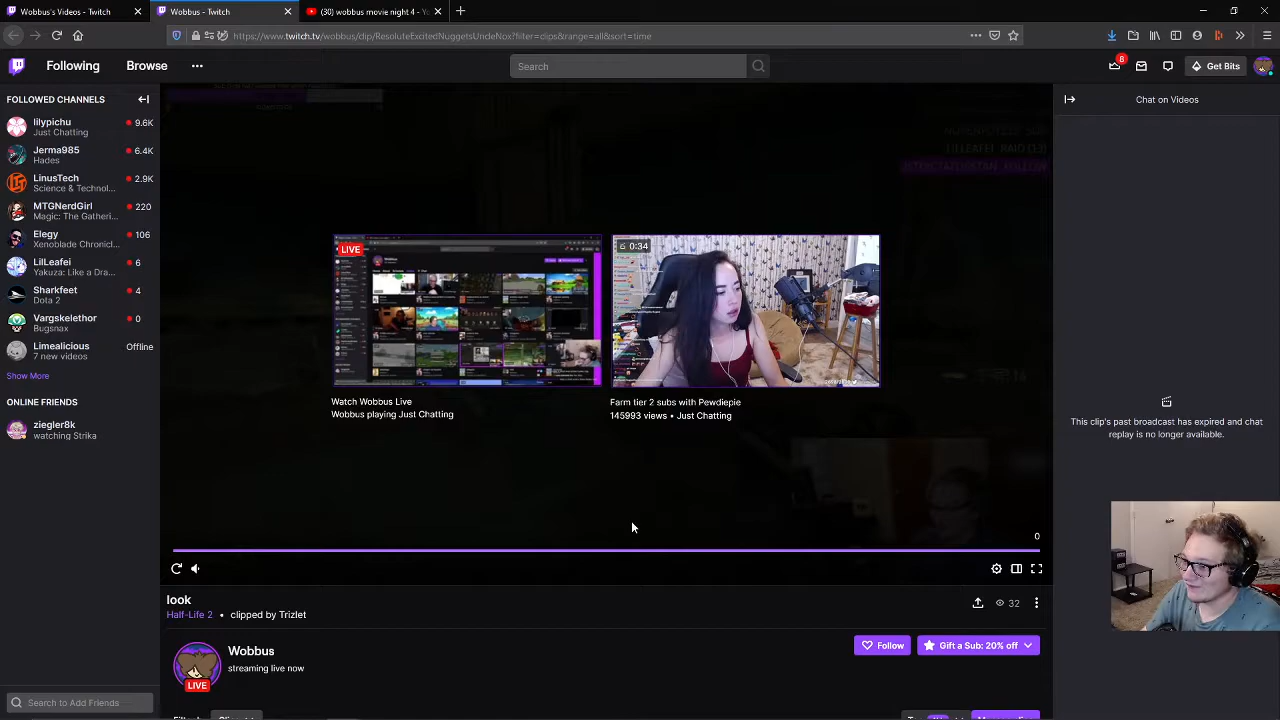 Wobbus's Videos - Twitch
Wobbus - Twitch
(30) wobbus movie night 4 - Yo
https://www.twitch.tv/wobbus/clip/ResoluteExcitedNuggetsUncleNox?filter=clips&range=all&sort=time
Following
Browse
Search
8
Get Bits
FOLLOWED CHANNELS
lilypichu
Just Chatting
9.6K
Jerma985
Hades
6.4K
LinusTech
Science & Technol...
2.9K
MTGNerdGirl
Magic: The Gatheri...
220
Elegy
Xenoblade Chronicl...
106
LilLeafei
Yakuza: Like a Dra...
6
Sharkfeet
Dota 2
4
Vargskelethor
Bugsnax
0
Limealicious
7 new videos
Offline
Show More
ONLINE FRIENDS
ziegler8k
watching Strika
Search to Add Friends
LILLEAFEI RAID (13)
LIVE
Watch Wobbus Live
Wobbus playing Just Chatting
0:34
Farm tier 2 subs with Pewdiepie
145993 views • Just Chatting
0
look
Half-Life 2 • clipped by Trizlet
32
Wobbus
streaming live now
LIVE
Follow
Gift a Sub: 20% off
Chat on Videos
This clip's past broadcast has expired and chat
replay is no longer available.